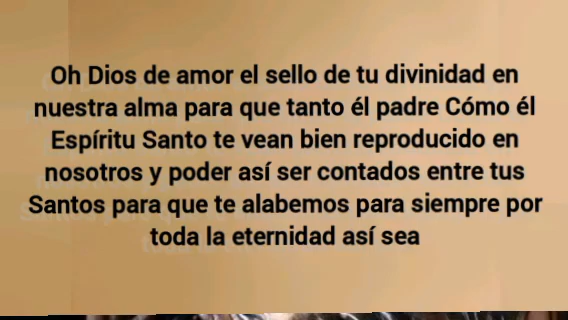 Oh Dios de amor el sello de tu divinidad en
nuestra alma para que tanto él padre Cómo él
Espíritu Santo te vean bien reproducido en
nosotros y poder así ser contados entre tus
Santos para que te alabemos para siempre por
toda la eternidad así sea